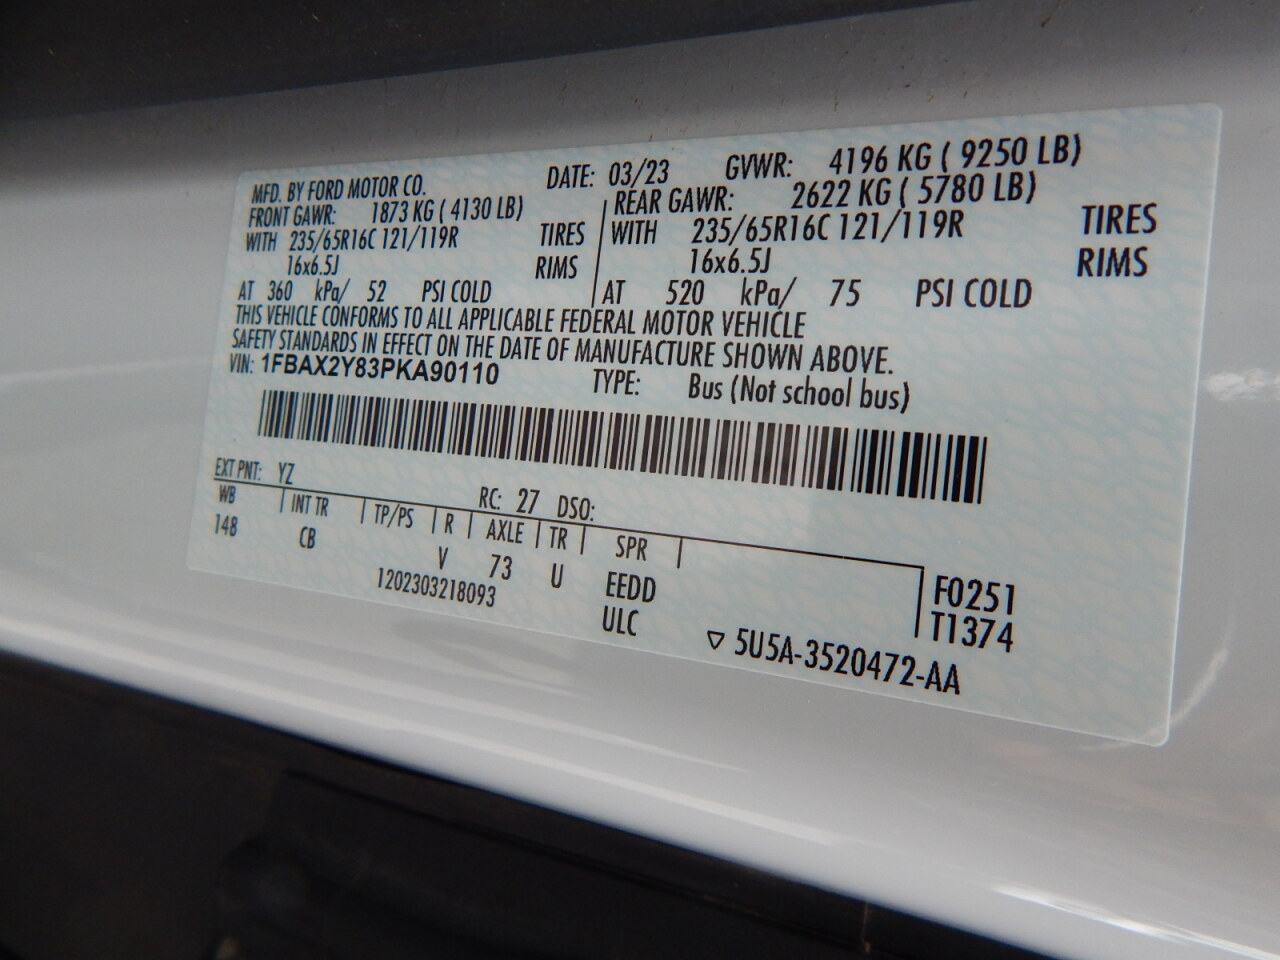 MFD. BY FORD MOTOR CO. DATE: 03/23 GVWR: 4196 KG ( 9250 LB)
FRONT GAWR: 1873 KG ( 4130 LB) REAR GAWR: 2622 KG ( 5780 LB)
WITH 235/65R16C 121/119R TIRES WITH 235/65R16C 121/119R TIRES
16x6.5J RIMS 16x6.5J RIMS
AT 360 kPa/ 52 PSI COLD AT 520 kPa/ 75 PSI COLD
THIS VEHICLE CONFORMS TO ALL APPLICABLE FEDERAL MOTOR VEHICLE
SAFETY STANDARDS IN EFFECT ON THE DATE OF MANUFACTURE SHOWN ABOVE.
VIN: 1FBAX2Y83PKA90110 TYPE: Bus (Not school bus)
EXT PNT: YZ RC: 27 DSO:
WB INT TR TP/PS R AXLE TR SPR
148 CB V 73 U EEDD F0251
1202303218093 ULC T1374
▽ 5U5A-3520472-AA